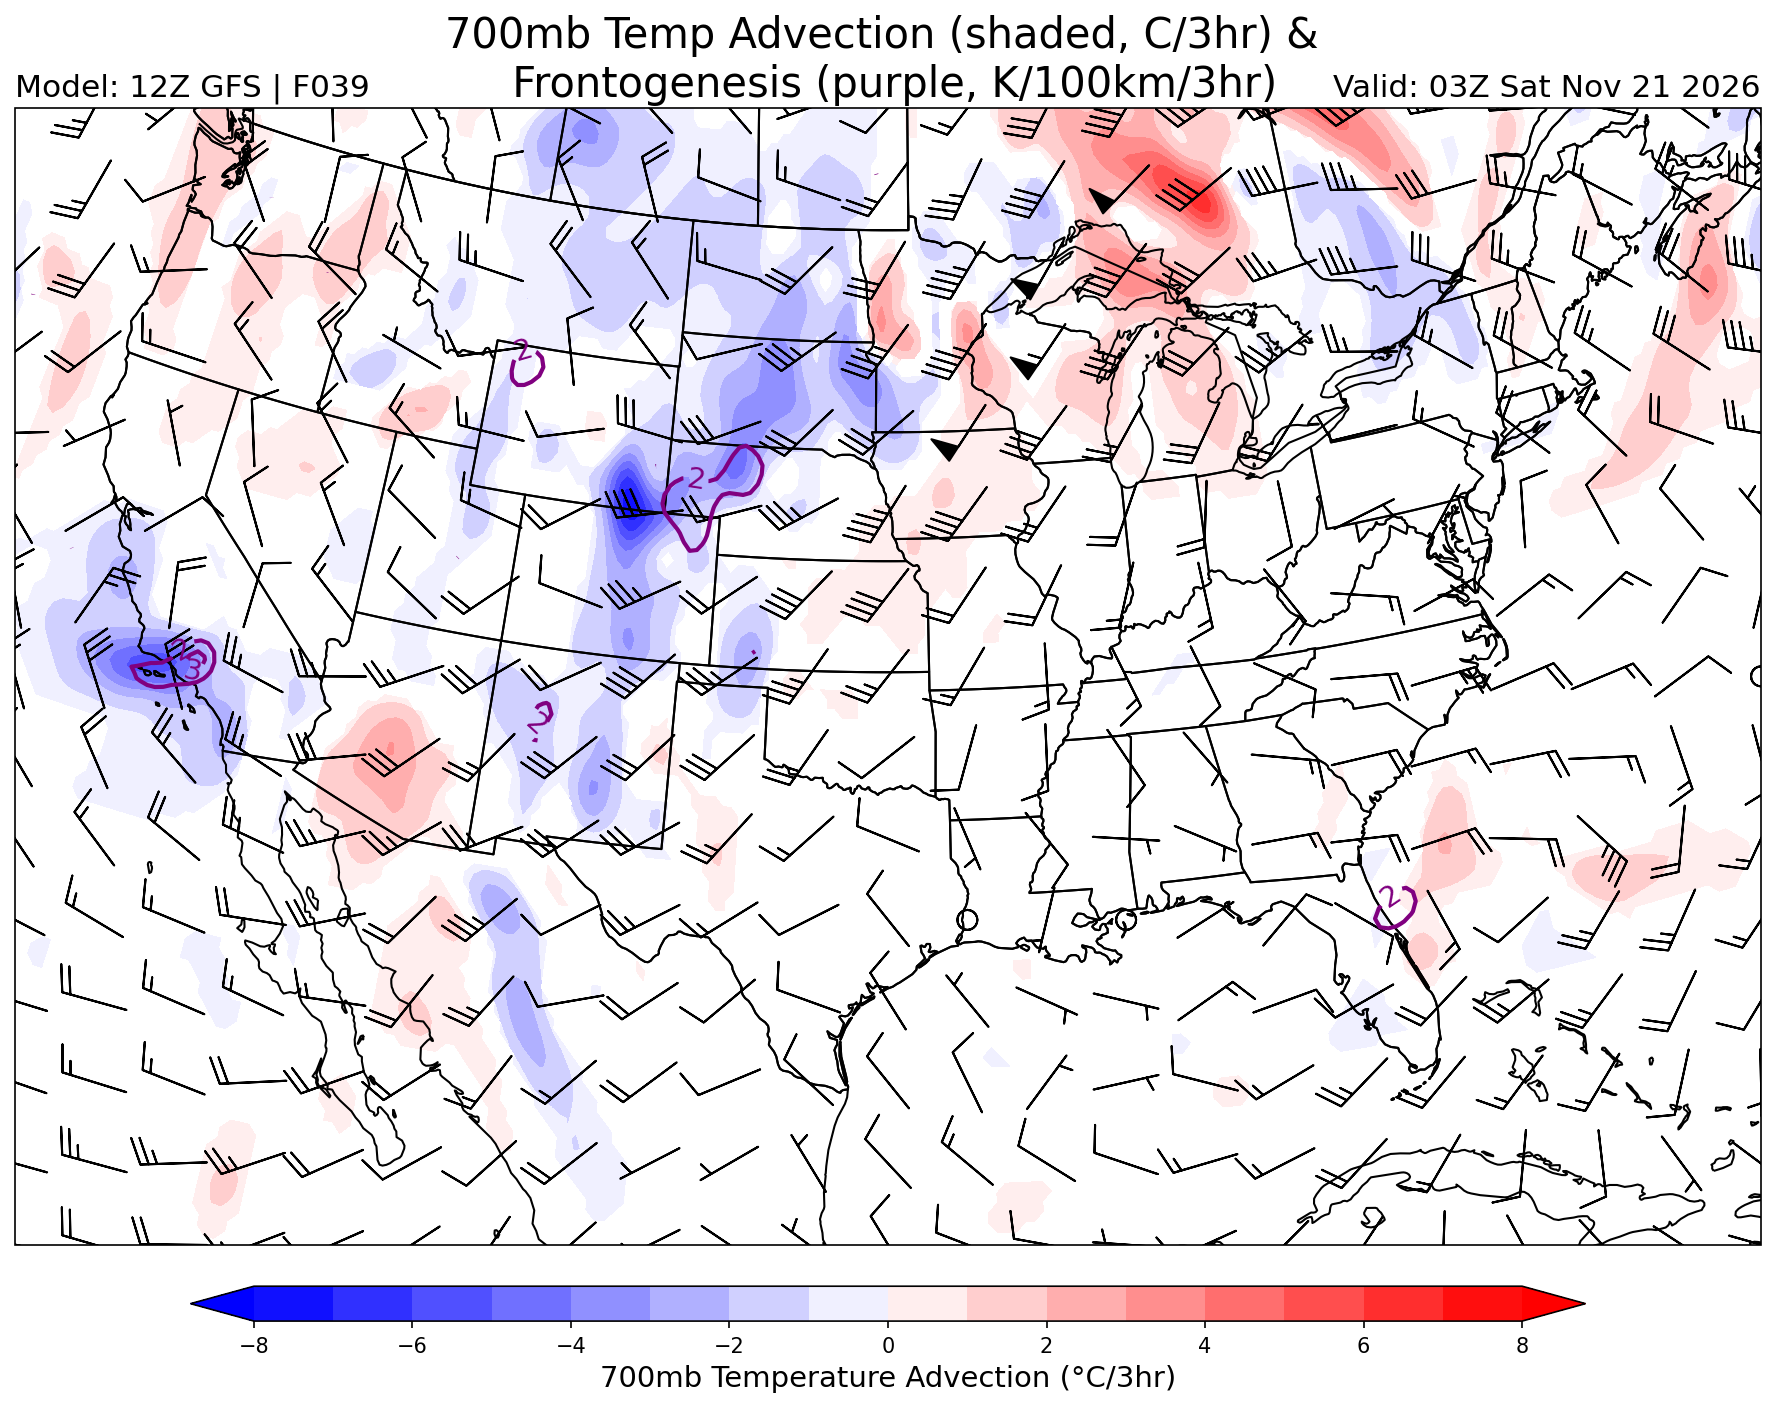 700mb Temp Advection (shaded, C/3hr) &
Model: 12Z GFS | F039
Frontogenesis (purple, K/100km/3hr)
Valid: 03Z Sat Nov 21 2026
2
2
2
3
2
2
−8 −6 −4 −2 0 2 4 6 8
700mb Temperature Advection (°C/3hr)